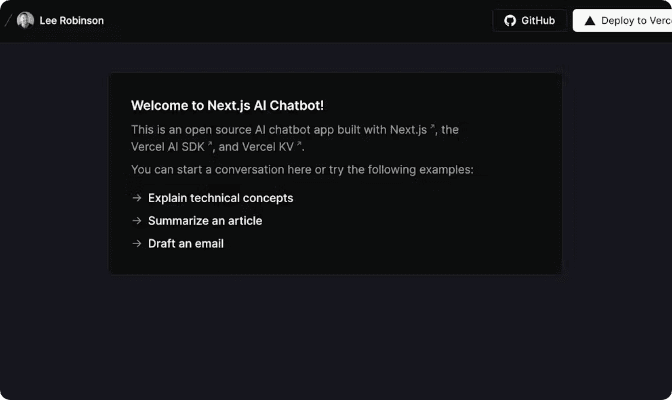 Lee Robinson
GitHub
Deploy to Verc
Welcome to Next.js AI Chatbot!
This is an open source AI chatbot app built with Next.js ↗, the
Vercel AI SDK ↗, and Vercel KV ↗.
You can start a conversation here or try the following examples:
→ Explain technical concepts
→ Summarize an article
→ Draft an email